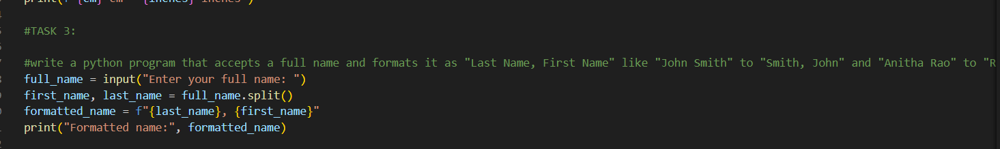 print(f"{cm} cm = {inches} inches")
#TASK 3:
#write a python program that accepts a full name and formats it as "Last Name, First Name" like "John Smith" to "Smith, John" and "Anitha Rao" to "R
full_name = input("Enter your full name: ")
first_name, last_name = full_name.split()
formatted_name = f"{last_name}, {first_name}"
print("Formatted name:", formatted_name)